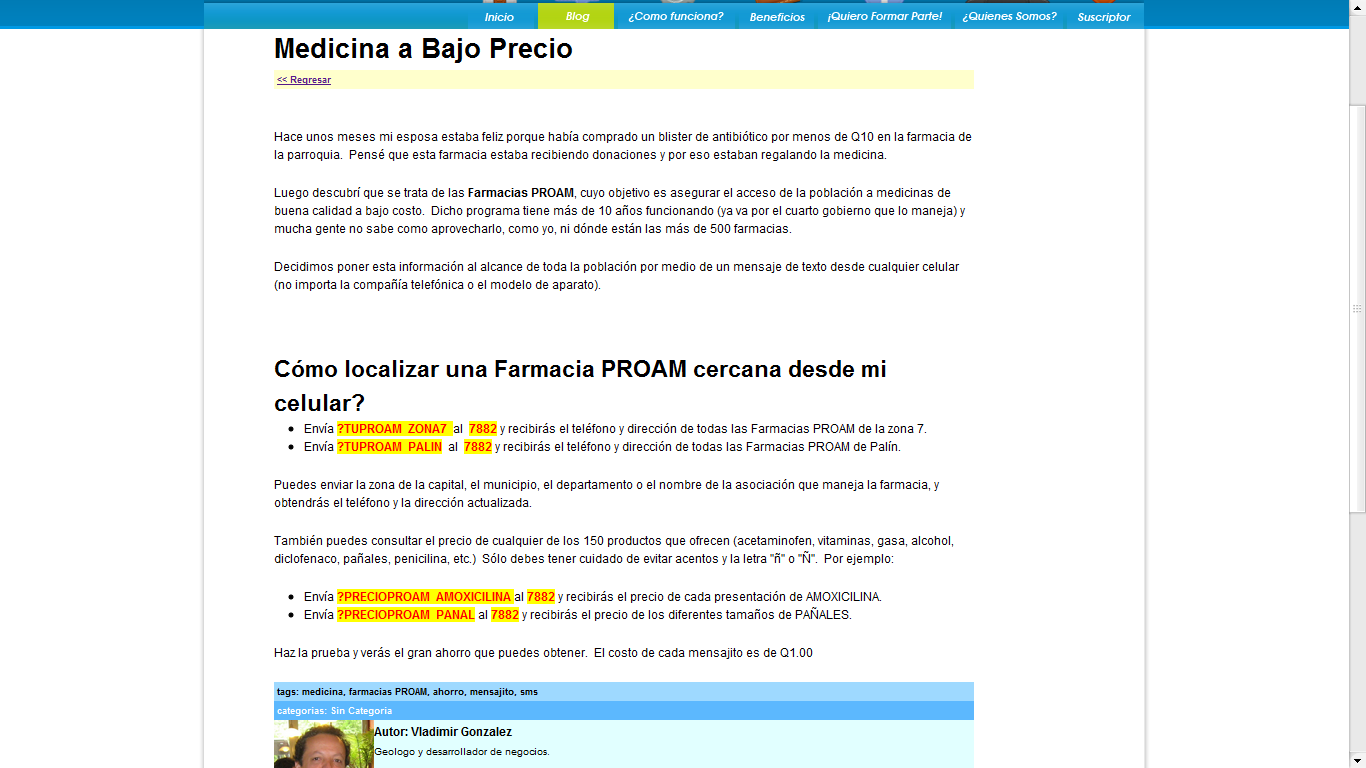 Inicio Blog ¿Como funciona? Beneficios ¡Quiero Formar Parte! ¿Quienes Somos? Suscriptor
Medicina a Bajo Precio
<< Regresar
Hace unos meses mi esposa estaba feliz porque había comprado un blister de antibiótico por menos de Q10 en la farmacia de
la parroquia. Pensé que esta farmacia estaba recibiendo donaciones y por eso estaban regalando la medicina.
Luego descubrí que se trata de las Farmacias PROAM, cuyo objetivo es asegurar el acceso de la población a medicinas de
buena calidad a bajo costo. Dicho programa tiene más de 10 años funcionando (ya va por el cuarto gobierno que lo maneja) y
mucha gente no sabe como aprovecharlo, como yo, ni dónde están las más de 500 farmacias.
Decidimos poner esta información al alcance de toda la población por medio de un mensaje de texto desde cualquier celular
(no importa la compañía telefónica o el modelo de aparato).
Cómo localizar una Farmacia PROAM cercana desde mi
celular?
• Envía ?TUPROAM ZONA7 al 7882 y recibirás el teléfono y dirección de todas las Farmacias PROAM de la zona 7.
• Envía ?TUPROAM PALIN al 7882 y recibirás el teléfono y dirección de todas las Farmacias PROAM de Palín.
Puedes enviar la zona de la capital, el municipio, el departamento o el nombre de la asociación que maneja la farmacia, y
obtendrás el teléfono y la dirección actualizada.
También puedes consultar el precio de cualquier de los 150 productos que ofrecen (acetaminofen, vitaminas, gasa, alcohol,
diclofenaco, pañales, penicilina, etc.) Sólo debes tener cuidado de evitar acentos y la letra "ñ" o "Ñ". Por ejemplo:
• Envía ?PRECIOPROAM AMOXICILINA al 7882 y recibirás el precio de cada presentación de AMOXICILINA.
• Envía ?PRECIOPROAM PANAL al 7882 y recibirás el precio de los diferentes tamaños de PAÑALES.
Haz la prueba y verás el gran ahorro que puedes obtener. El costo de cada mensajito es de Q1.00
tags: medicina, farmacias PROAM, ahorro, mensajito, sms
categorias: Sin Categoria
Autor: Vladimir Gonzalez
Geologo y desarrollador de negocios.